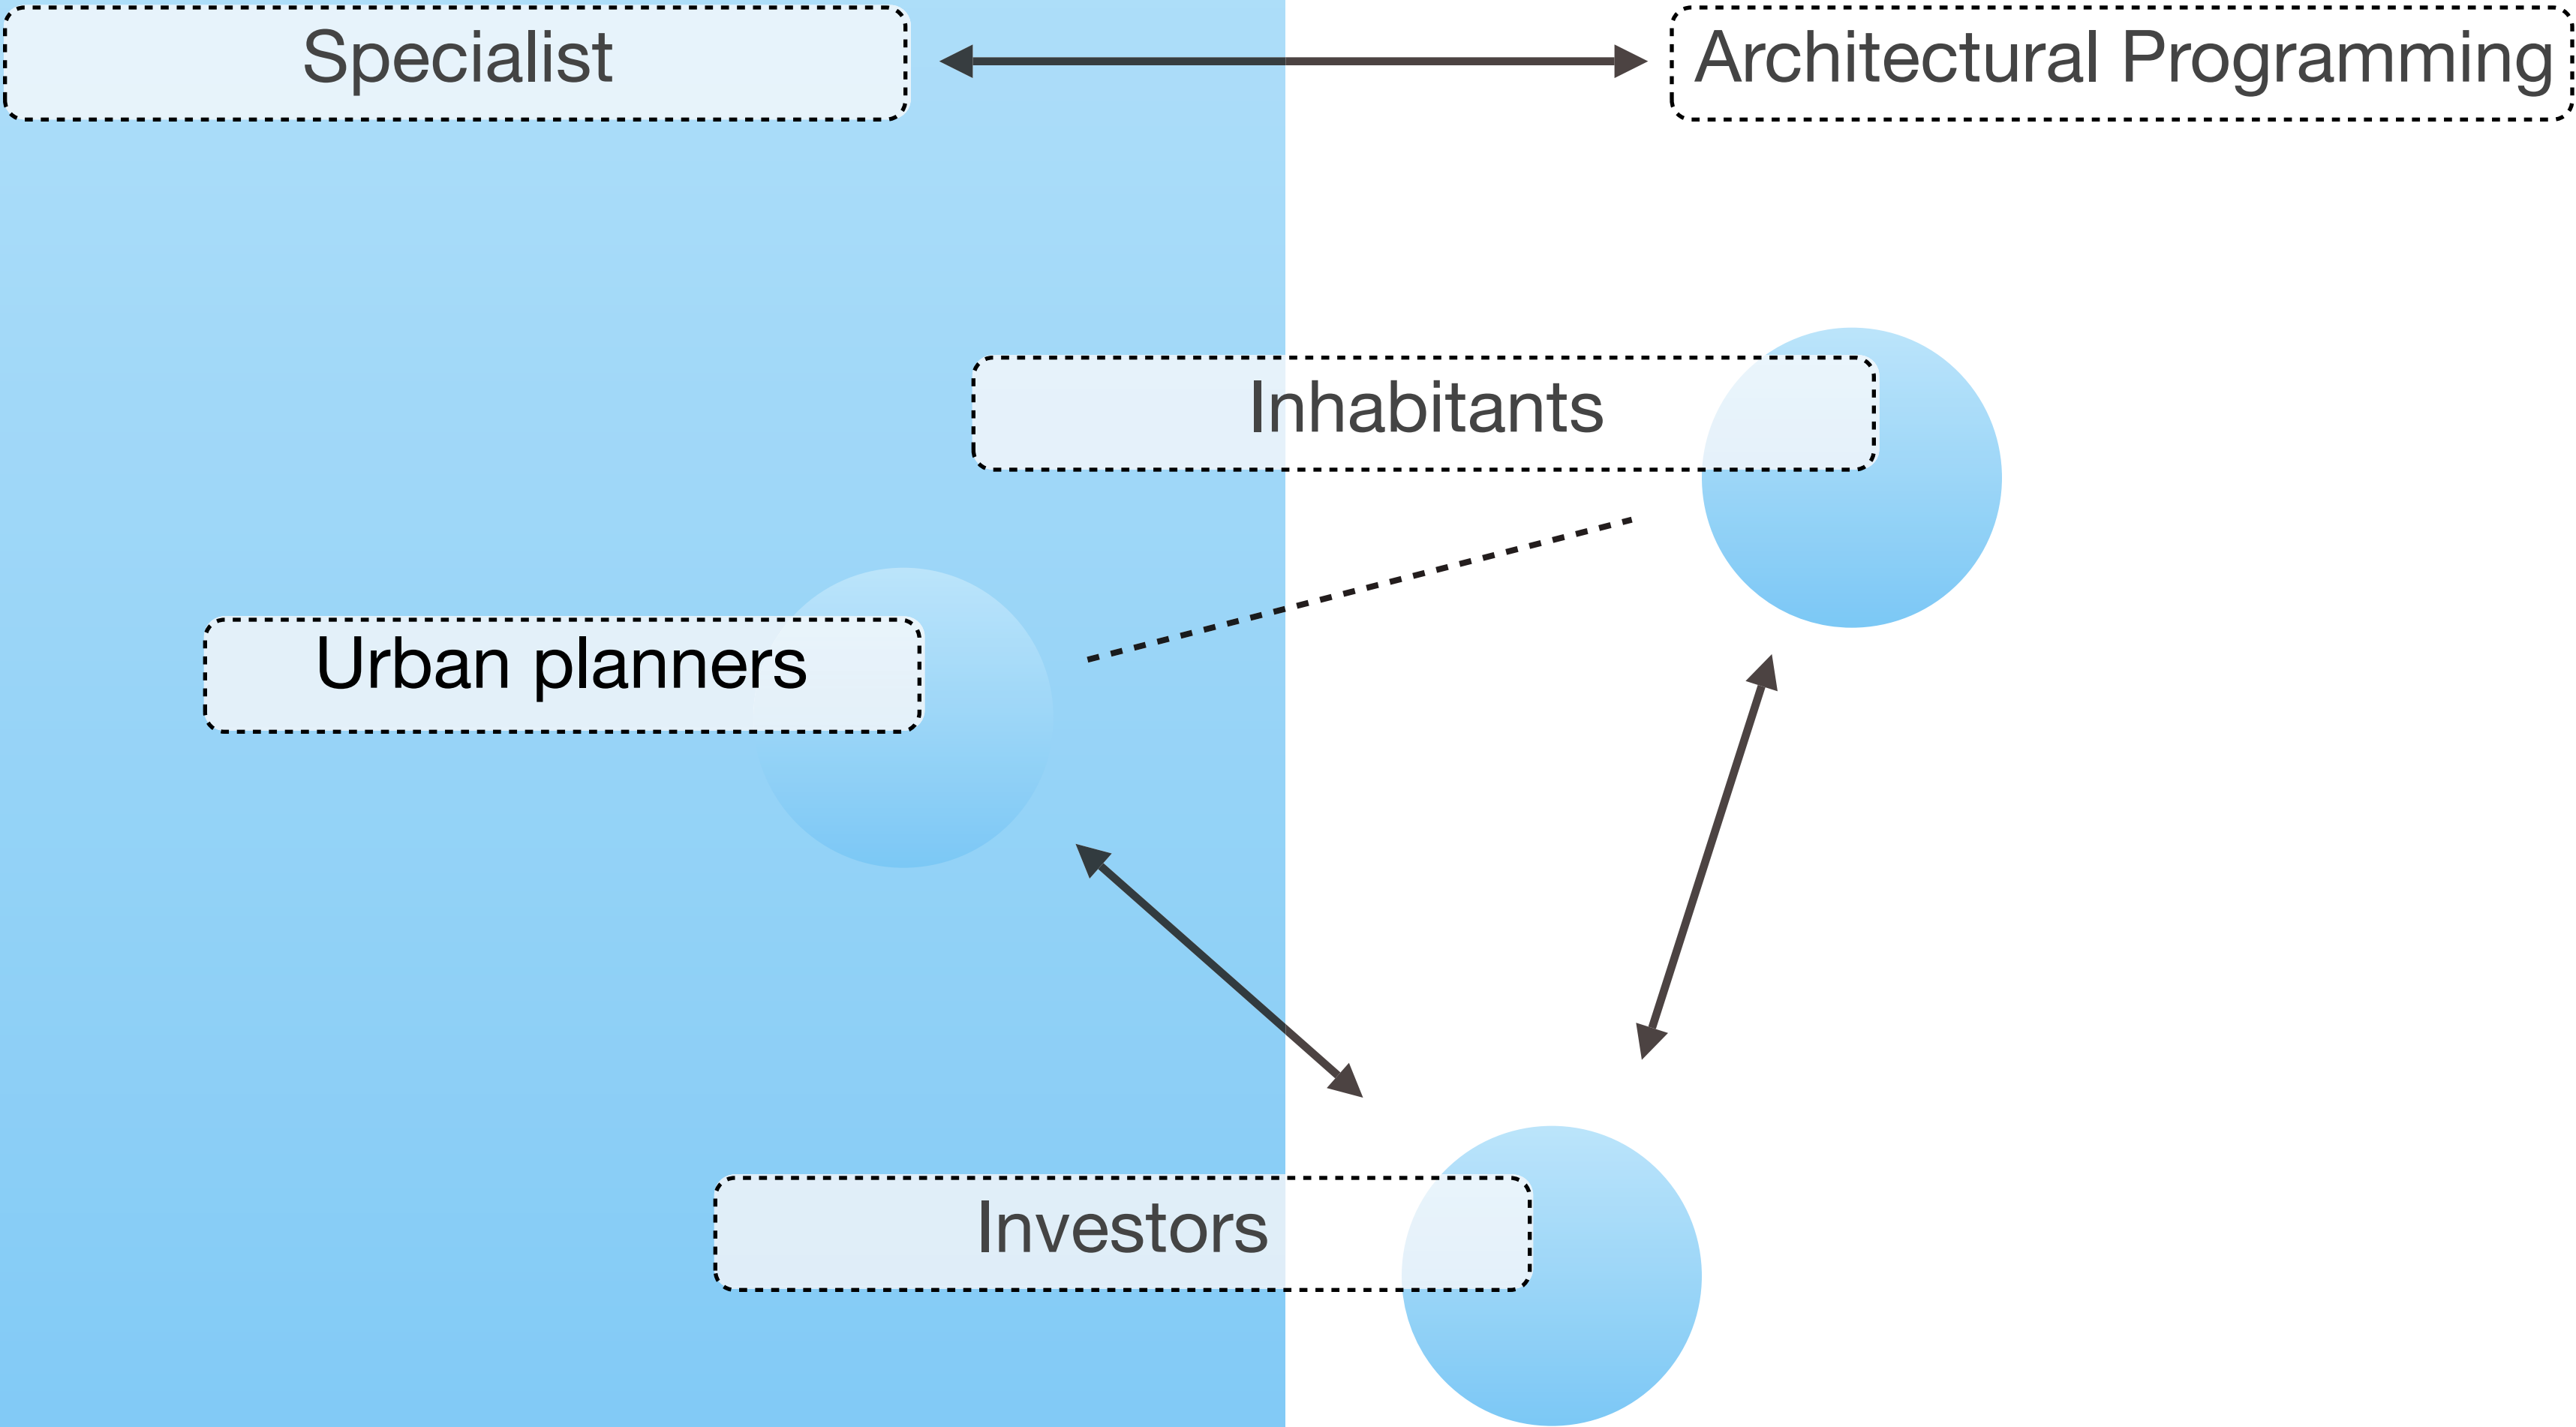 Specialist
Architectural Programming
Inhabitants
Urban planners
Investors